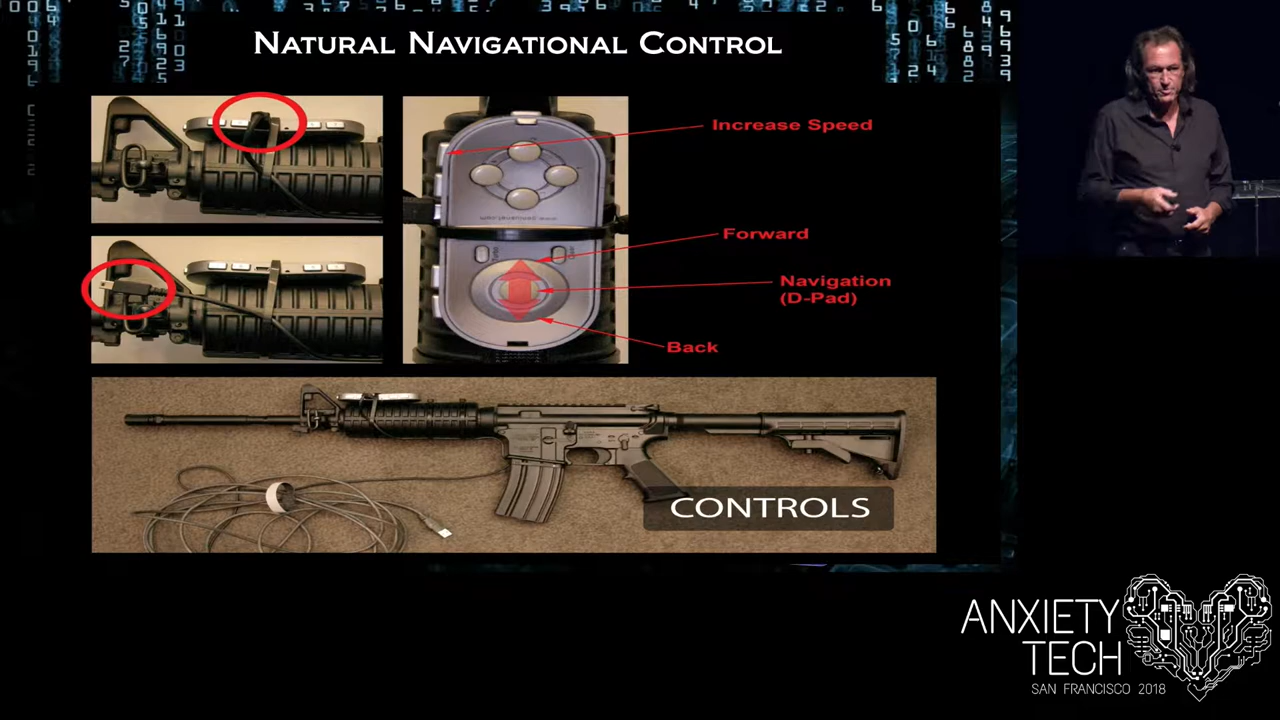 Natural Navigational Control
Increase Speed
Forward
Navigation
(D-Pad)
Back
CONTROLS
ANXIETY
TECH
SAN FRANCISCO 2018